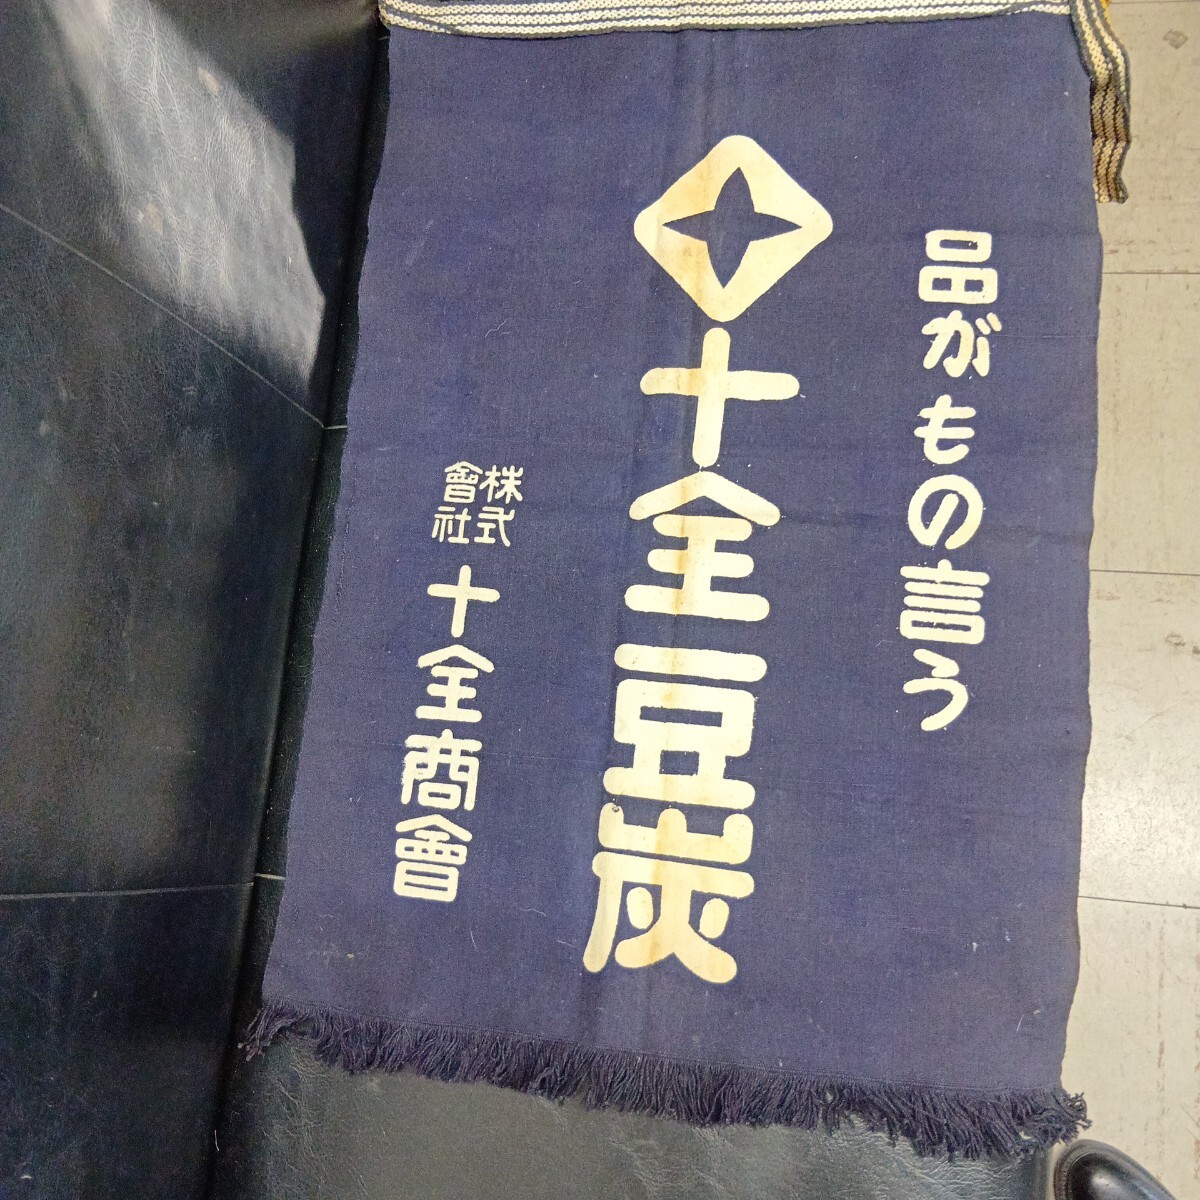 品がもの言う
十全豆炭
株式會社 十全商會